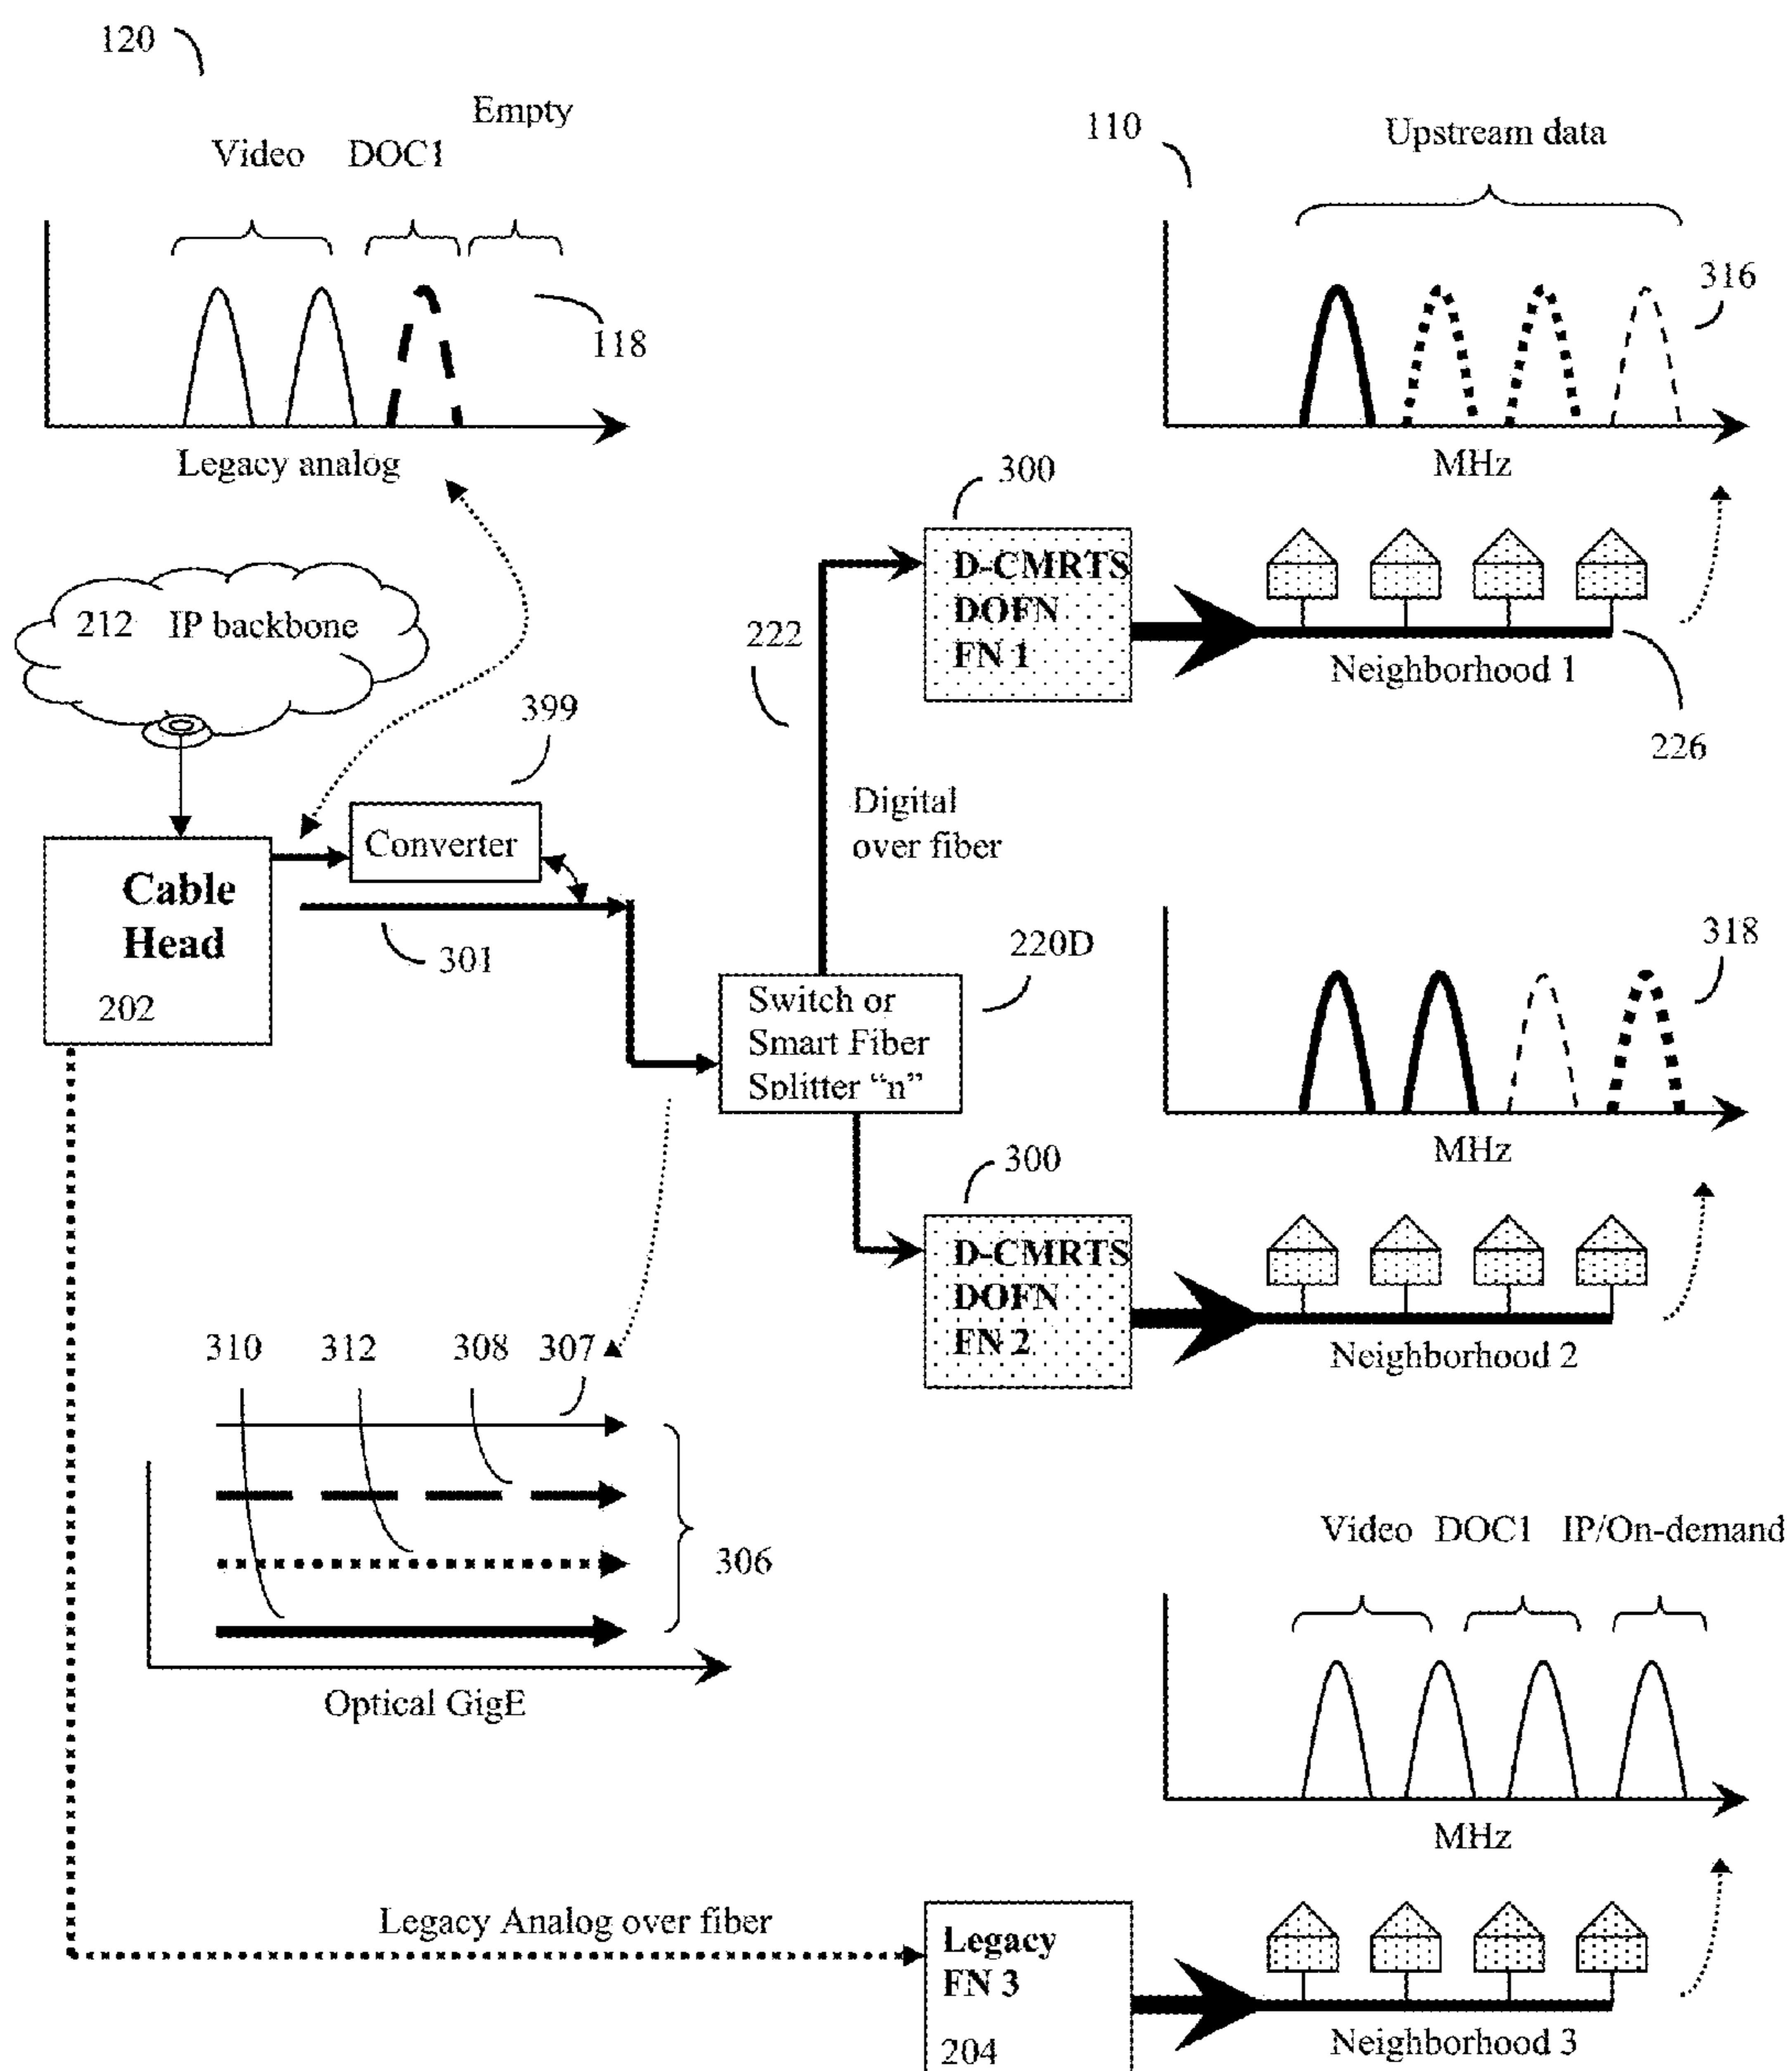 120
Empty
Video DOC1
118
Legacy analog
110
Upstream data
316
MHz
300
D-CMRTS
DOFN
FN 1
222
Neighborhood 1
226
212 IP backbone
399
Converter
Digital
over fiber
Cable
Head
202
301
220D
Switch or
Smart Fiber
Splitter “n”
318
MHz
300
D-CMRTS
DOFN
FN 2
Neighborhood 2
310 312 308 307
306
Optical GigE
Video DOC1 IP/On-demand
MHz
Legacy Analog over fiber
Legacy
FN 3
204
Neighborhood 3